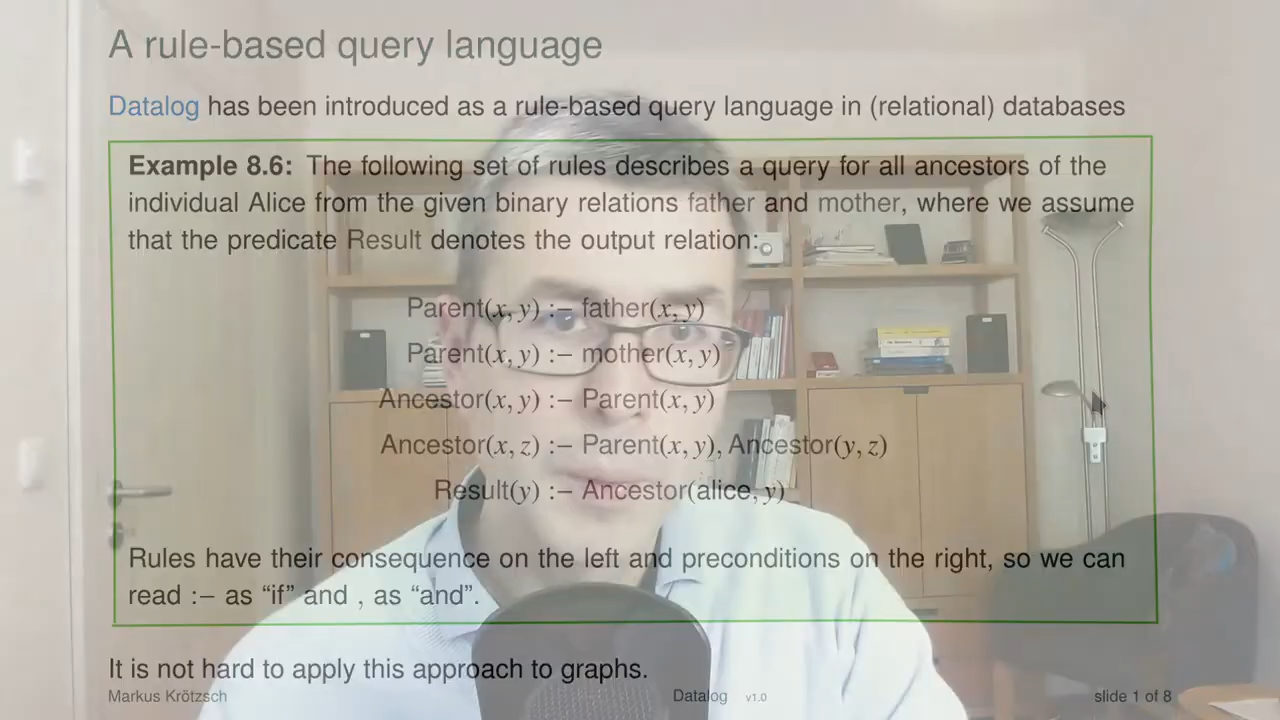 A rule-based query language
Datalog has been introduced as a rule-based query language in (relational) databases
Example 8.6: The following set of rules describes a query for all ancestors of the
individual Alice from the given binary relations father and mother, where we assume
that the predicate Result denotes the output relation:
Parent(x, y) :– father(x, y)
Parent(x, y) :– mother(x, y)
Ancestor(x, y) :– Parent(x, y)
Ancestor(x, z) :– Parent(x, y), Ancestor(y, z)
Result(y) :– Ancestor(alice, y)
Rules have their consequence on the left and preconditions on the right, so we can
read :– as “if” and , as “and”.
It is not hard to apply this approach to graphs.
Markus Krötzsch Datalog v1.0 slide 1 of 8